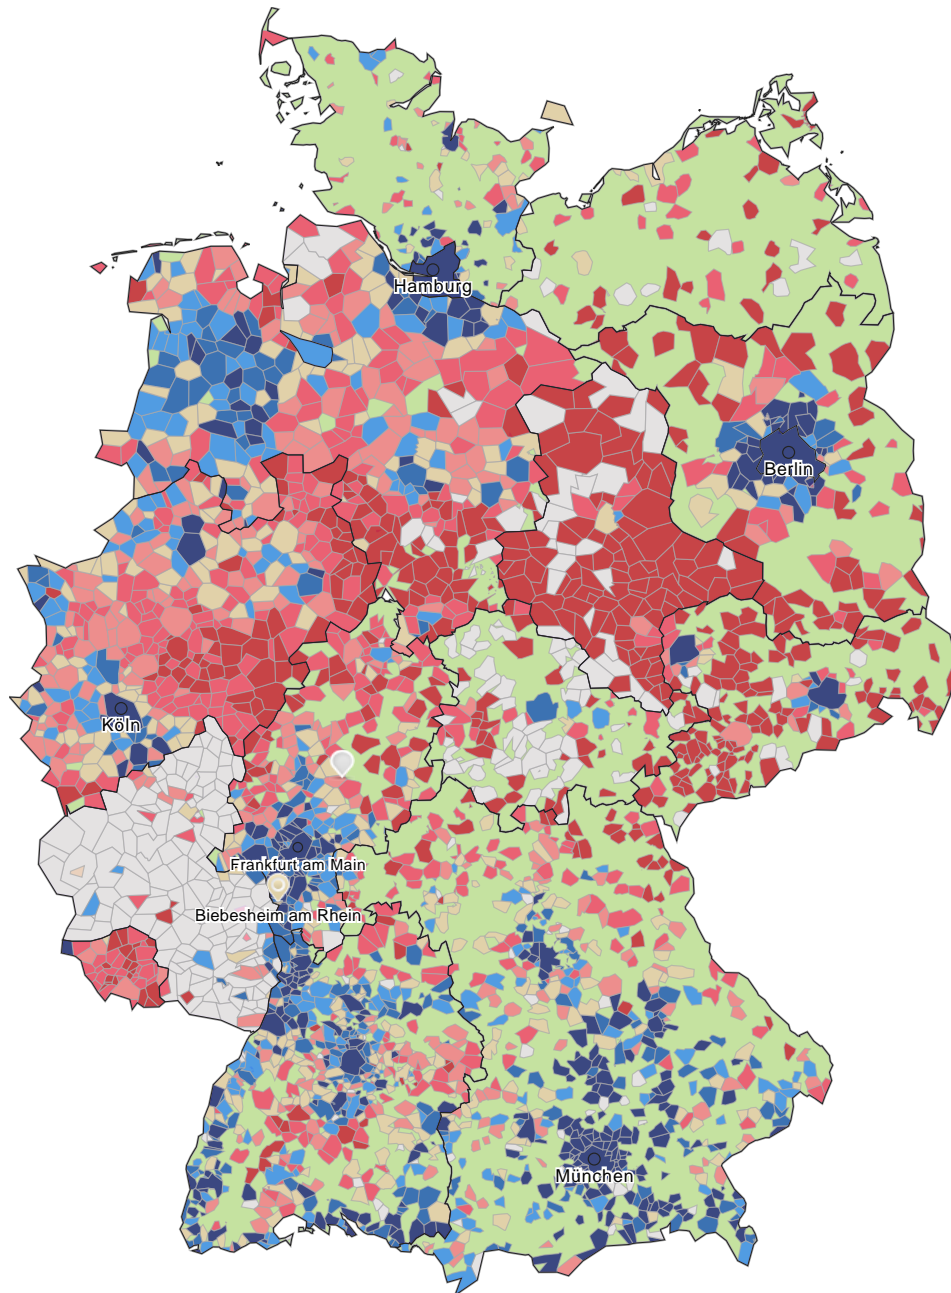 Hamburg
Berlin
Köln
Frankfurt am Main
Biebesheim am Rhein
München